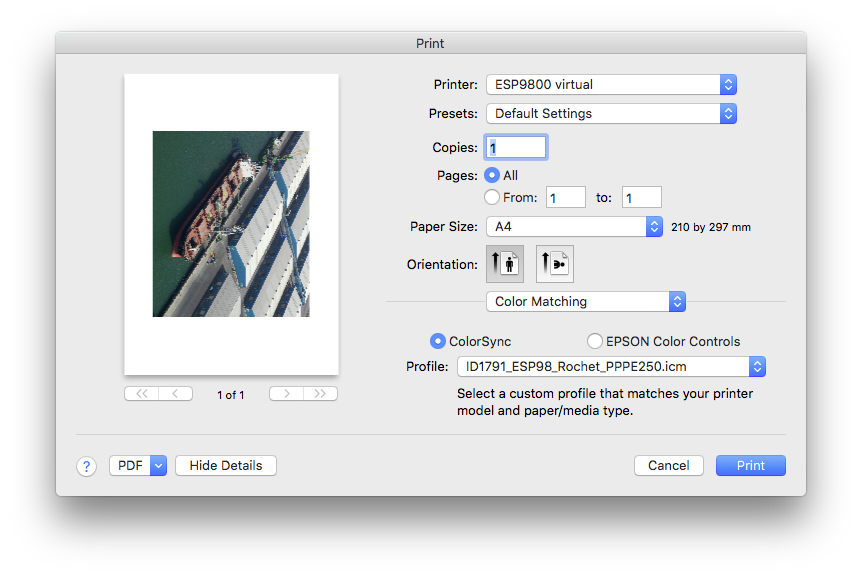 Print
Printer: ESP9800 virtual
Presets: Default Settings
Copies: 1
Pages: All
From: 1 to: 1
Paper Size: A4 210 by 297 mm
Orientation:
Color Matching
ColorSync EPSON Color Controls
Profile: ID1791_ESP98_Rochet_PPPE250.icm
Select a custom profile that matches your printer
model and paper/media type.
1 of 1
? PDF Hide Details Cancel Print